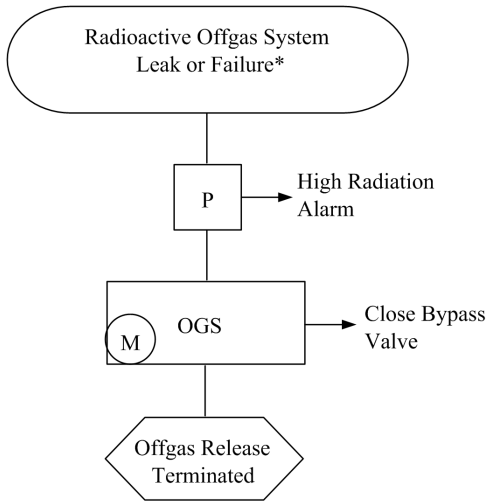 Radioactive Offgas System
Leak or Failure*
P
High Radiation
Alarm
M
OGS
Close Bypass
Valve
Offgas Release
Terminated